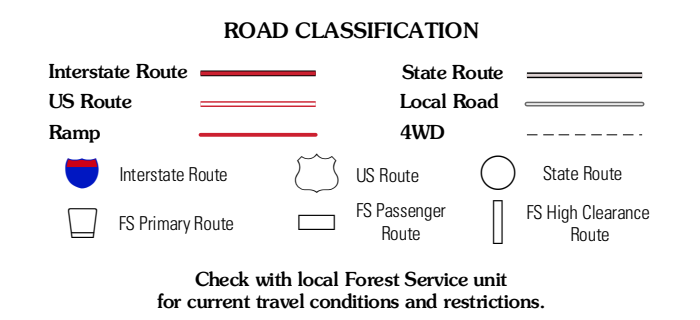 ROAD CLASSIFICATION
Interstate Route
State Route
US Route
Local Road
Ramp
4WD
Interstate Route
US Route
State Route
FS Primary Route
FS Passenger
Route
FS High Clearance
Route
Check with local Forest Service unit
for current travel conditions and restrictions.